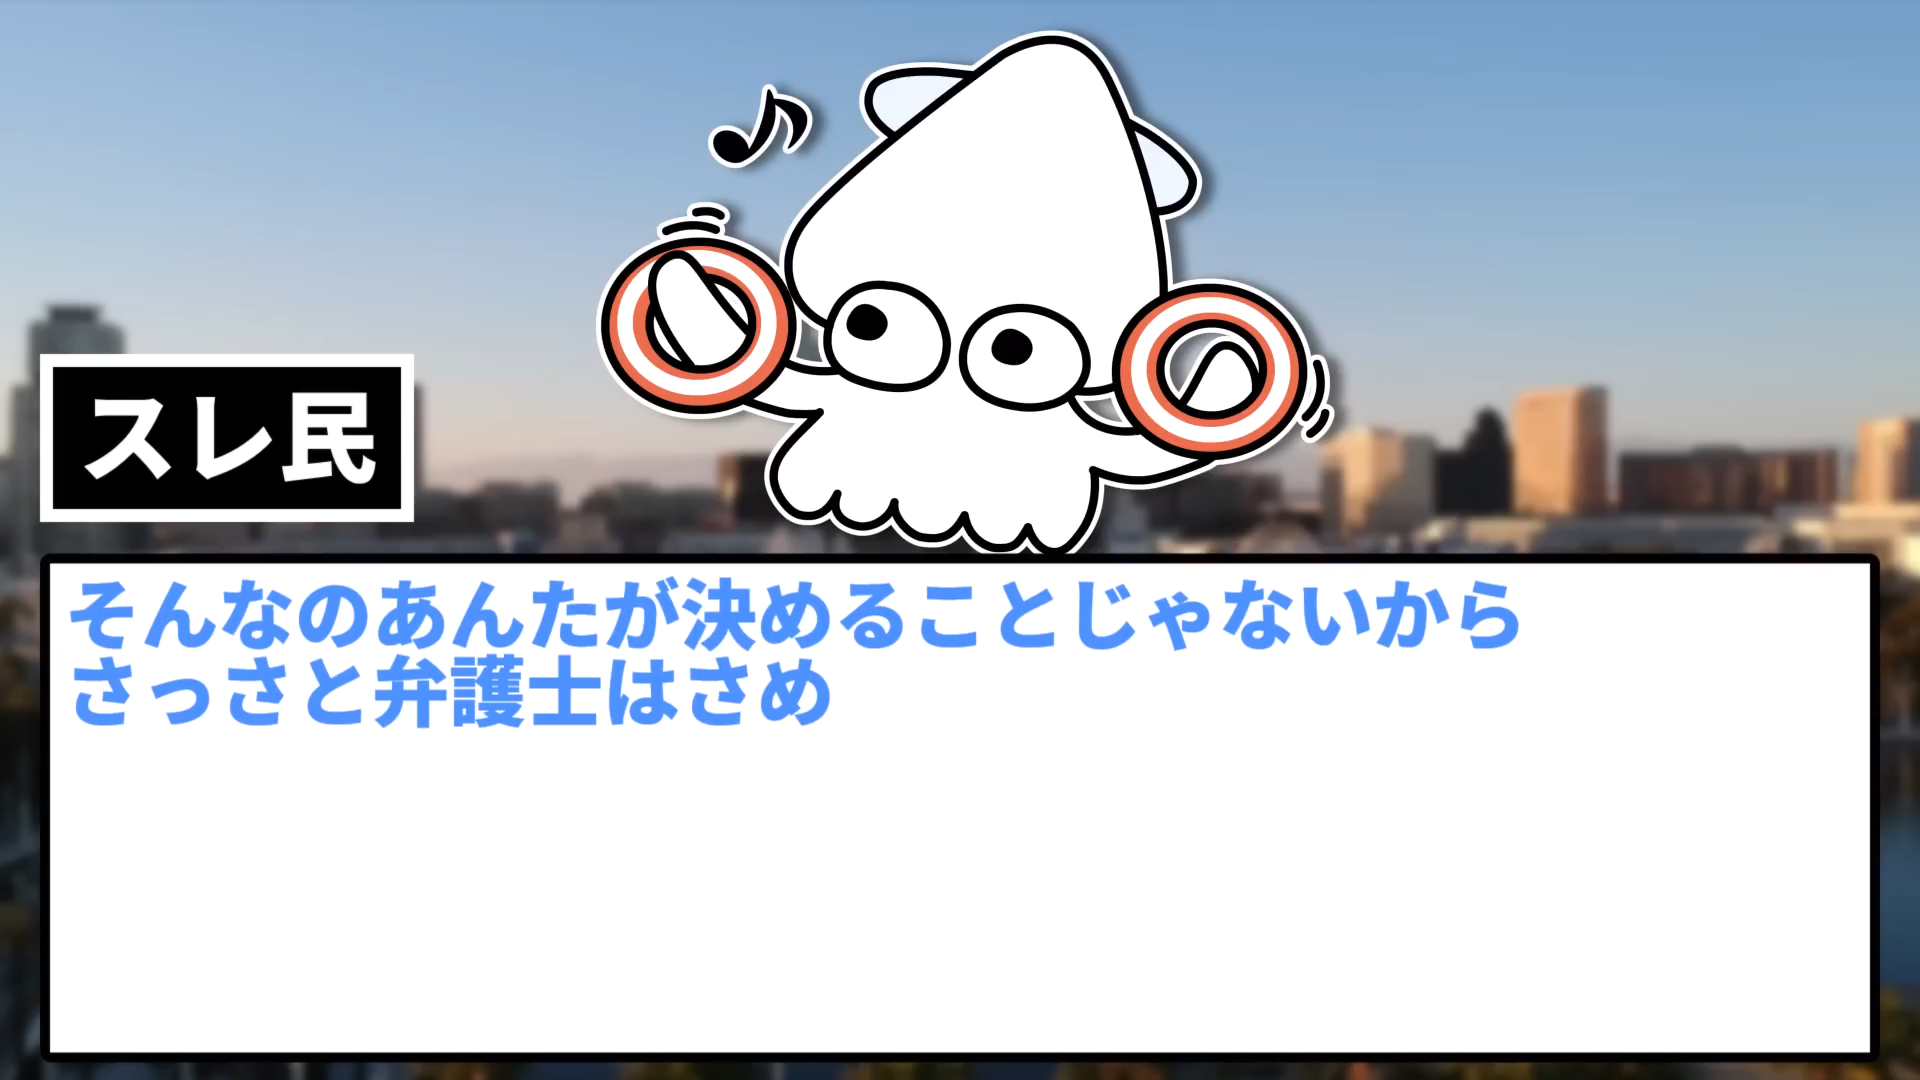 スレ民
そんなのあんたが決めることじゃないから
さっさと弁護士はさめ